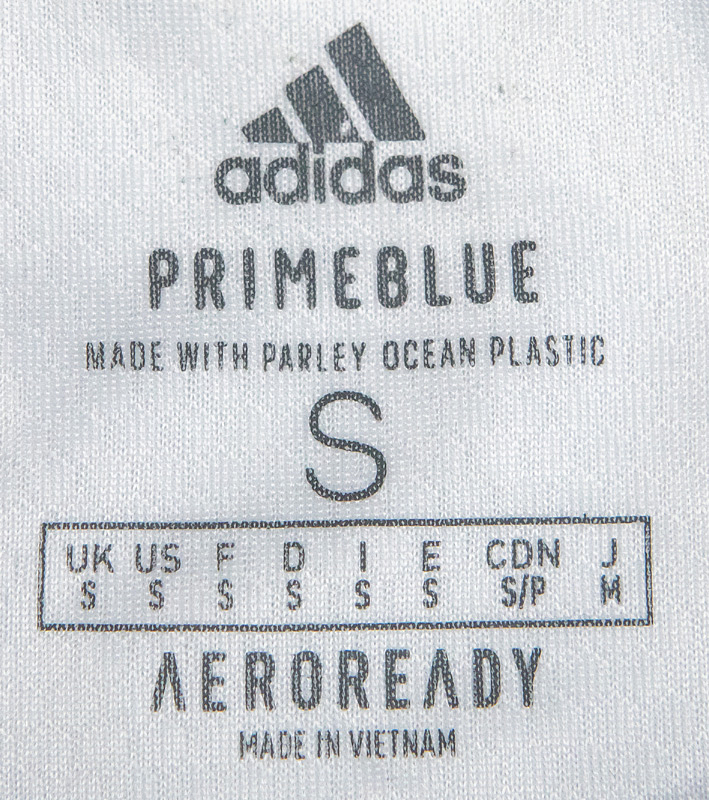 adidas
PRIMEBLUE
MADE WITH PARLEY OCEAN PLASTIC
S
UK US F D I E CDN J
S S S S S S S/P M
AEROREADY
MADE IN VIETNAM